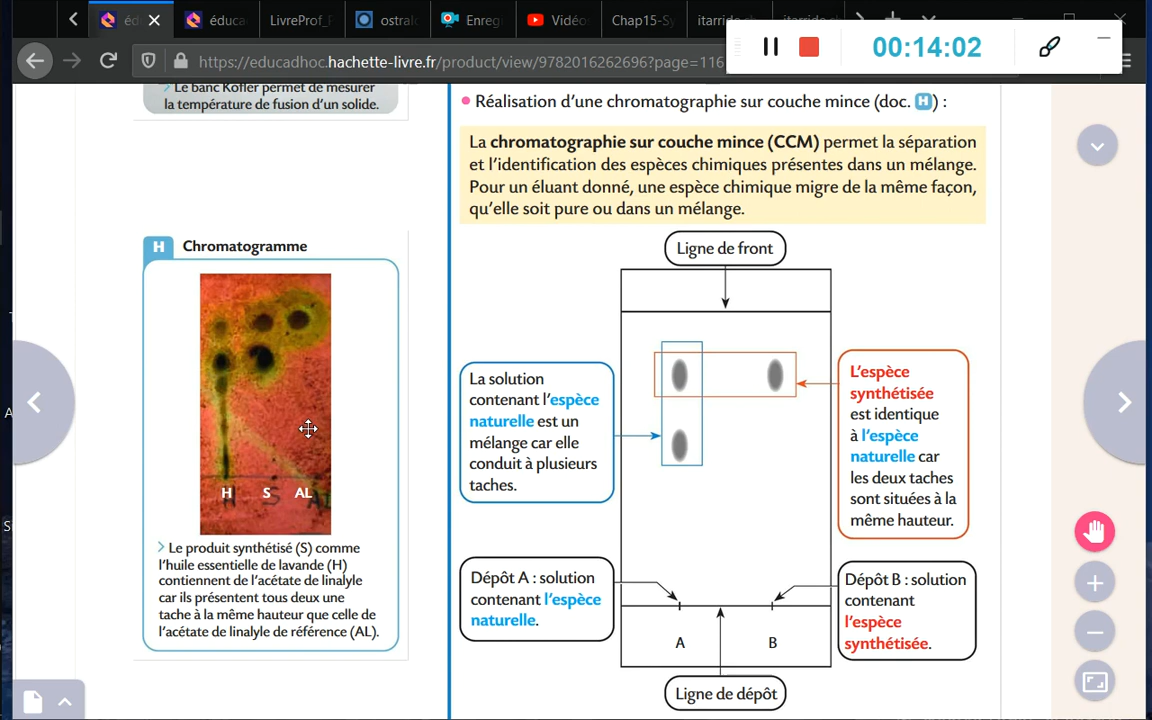 éd
éduca
LivreProf_
ostral
Enreg
Vidéo
Chap15-Sy
itarride
itarride
00:14:02
https://educadhoc.hachette-livre.fr/product/view/9782016262696?page=116
> Le banc Kofler permet de mesurer
la température de fusion d'un solide.
H Chromatogramme
H S AL
> Le produit synthétisé (S) comme
l'huile essentielle de lavande (H)
contiennent de l'acétate de linalyle
car ils présentent tous deux une
tache à la même hauteur que celle de
l'acétate de linalyle de référence (AL).
• Réalisation d'une chromatographie sur couche mince (doc. H) :
La chromatographie sur couche mince (CCM) permet la séparation
et l'identification des espèces chimiques présentes dans un mélange.
Pour un éluant donné, une espèce chimique migre de la même façon,
qu'elle soit pure ou dans un mélange.
Ligne de front
La solution
contenant l'espèce
naturelle est un
mélange car elle
conduit à plusieurs
taches.
L'espèce
synthétisée
est identique
à l'espèce
naturelle car
les deux taches
sont situées à la
même hauteur.
Dépôt A : solution
contenant l'espèce
naturelle.
Dépôt B : solution
contenant
l'espèce
synthétisée.
A B
Ligne de dépôt